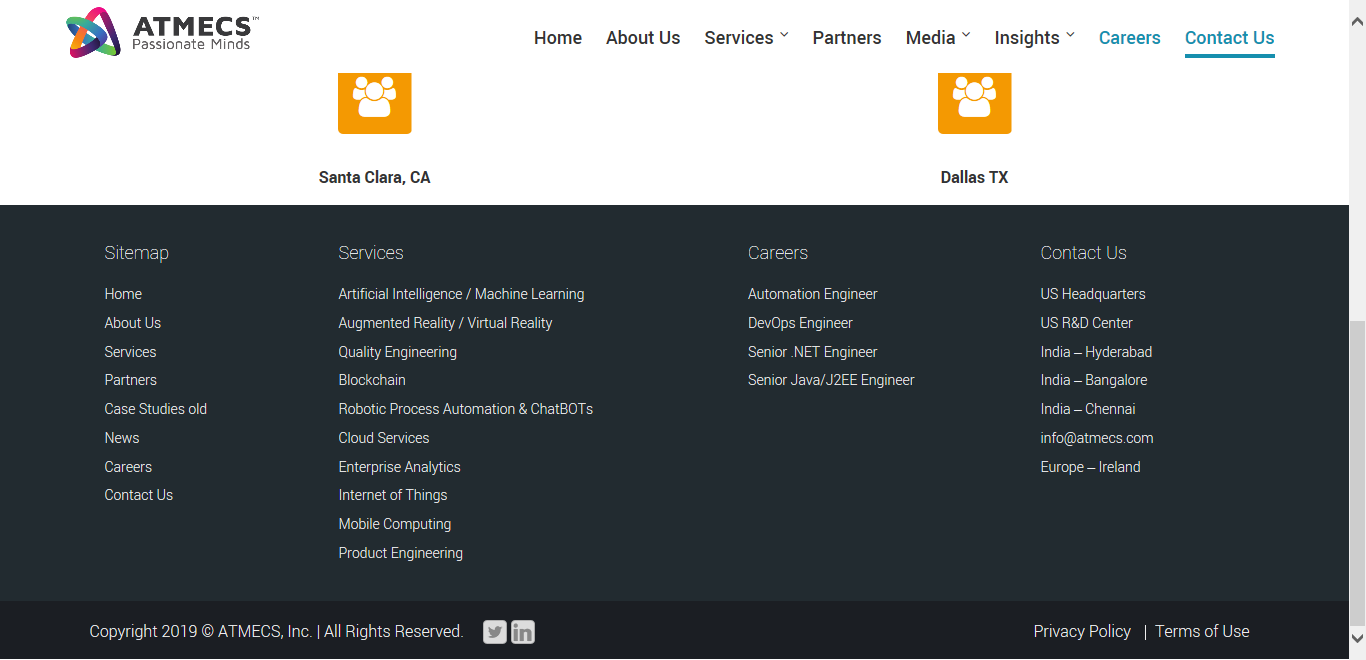 ATMECS™
Passionate Minds
Home About Us Services Partners Media Insights Careers Contact Us
Santa Clara, CA
Dallas TX
Sitemap
Home
About Us
Services
Partners
Case Studies old
News
Careers
Contact Us
Services
Artificial Intelligence / Machine Learning
Augmented Reality / Virtual Reality
Quality Engineering
Blockchain
Robotic Process Automation & ChatBOTs
Cloud Services
Enterprise Analytics
Internet of Things
Mobile Computing
Product Engineering
Careers
Automation Engineer
DevOps Engineer
Senior .NET Engineer
Senior Java/J2EE Engineer
Contact Us
US Headquarters
US R&D Center
India – Hyderabad
India – Bangalore
India – Chennai
info@atmecs.com
Europe – Ireland
Copyright 2019 © ATMECS, Inc. | All Rights Reserved. in
Privacy Policy | Terms of Use